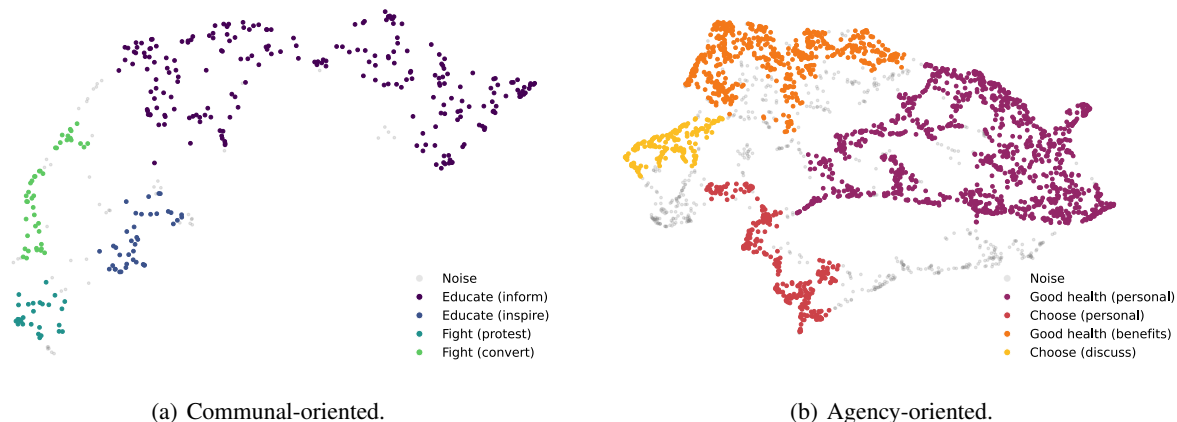 Noise
Educate (inform)
Educate (inspire)
Fight (protest)
Fight (convert)
(a) Communal-oriented.
Noise
Good health (personal)
Choose (personal)
Good health (benefits)
Choose (discuss)
(b) Agency-oriented.